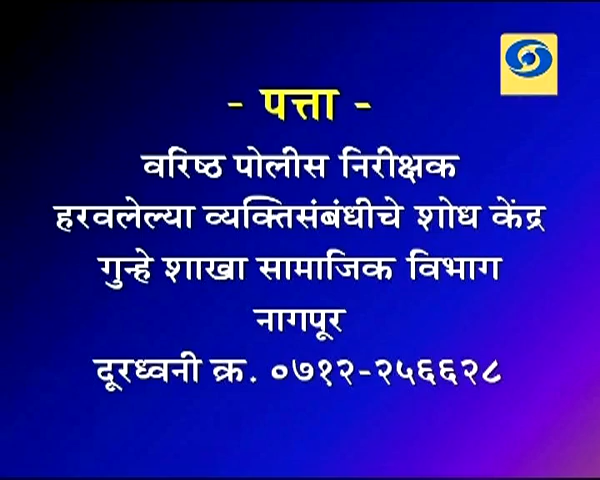 - पत्ता -
वरिष्ठ पोलीस निरीक्षक
हरवलेल्या व्यक्तिसंबंधीचे शोध केंद्र
गुन्हे शाखा सामाजिक विभाग
नागपूर
दूरध्वनी क्र. ०७१२-२५६६२८